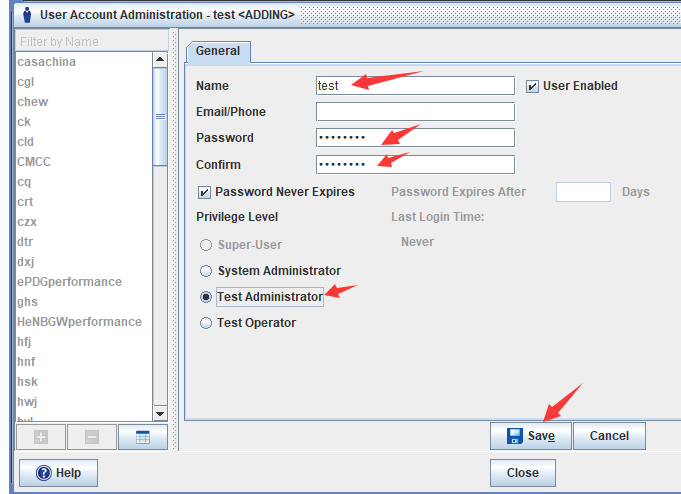 User Account Administration - test <ADDING>
Filter by Name
casachina
cgl
chew
ck
cld
CMCC
cq
crt
czx
dtr
dxj
ePDGperformance
ghs
HeNBGWperformance
hfj
hnf
hsk
hwj
General
Name test User Enabled
Email/Phone
Password ••••••••
Confirm ••••••••
Password Never Expires Password Expires After Days
Privilege Level Last Login Time:
Super-User Never
System Administrator
Test Administrator
Test Operator
Save Cancel
Help Close